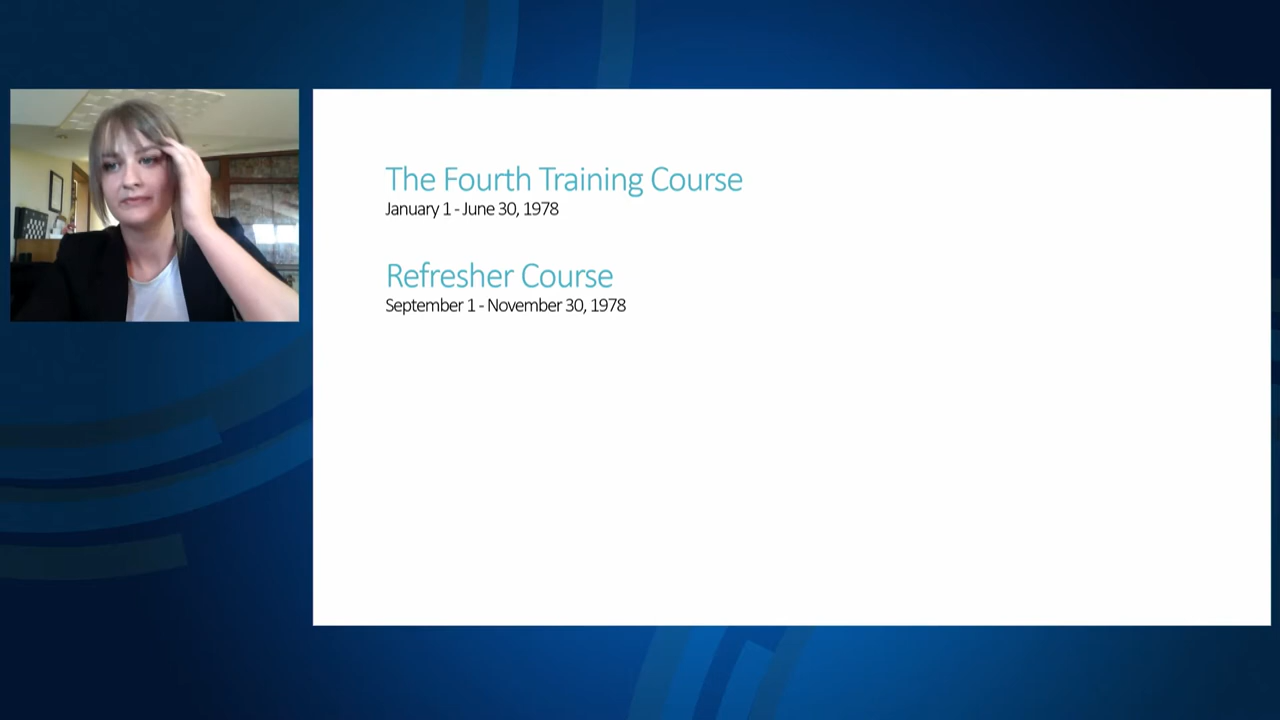 The Fourth Training Course
January 1 - June 30, 1978
Refresher Course
September 1 - November 30, 1978